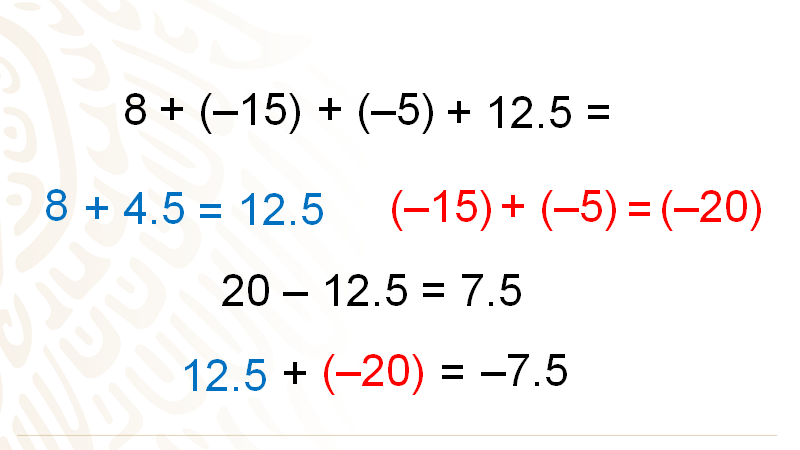 8 + (–15) + (–5) + 12.5 =
8 + 4.5 = 12.5 (–15) + (–5) = (–20)
20 – 12.5 = 7.5
12.5 + (–20) = –7.5